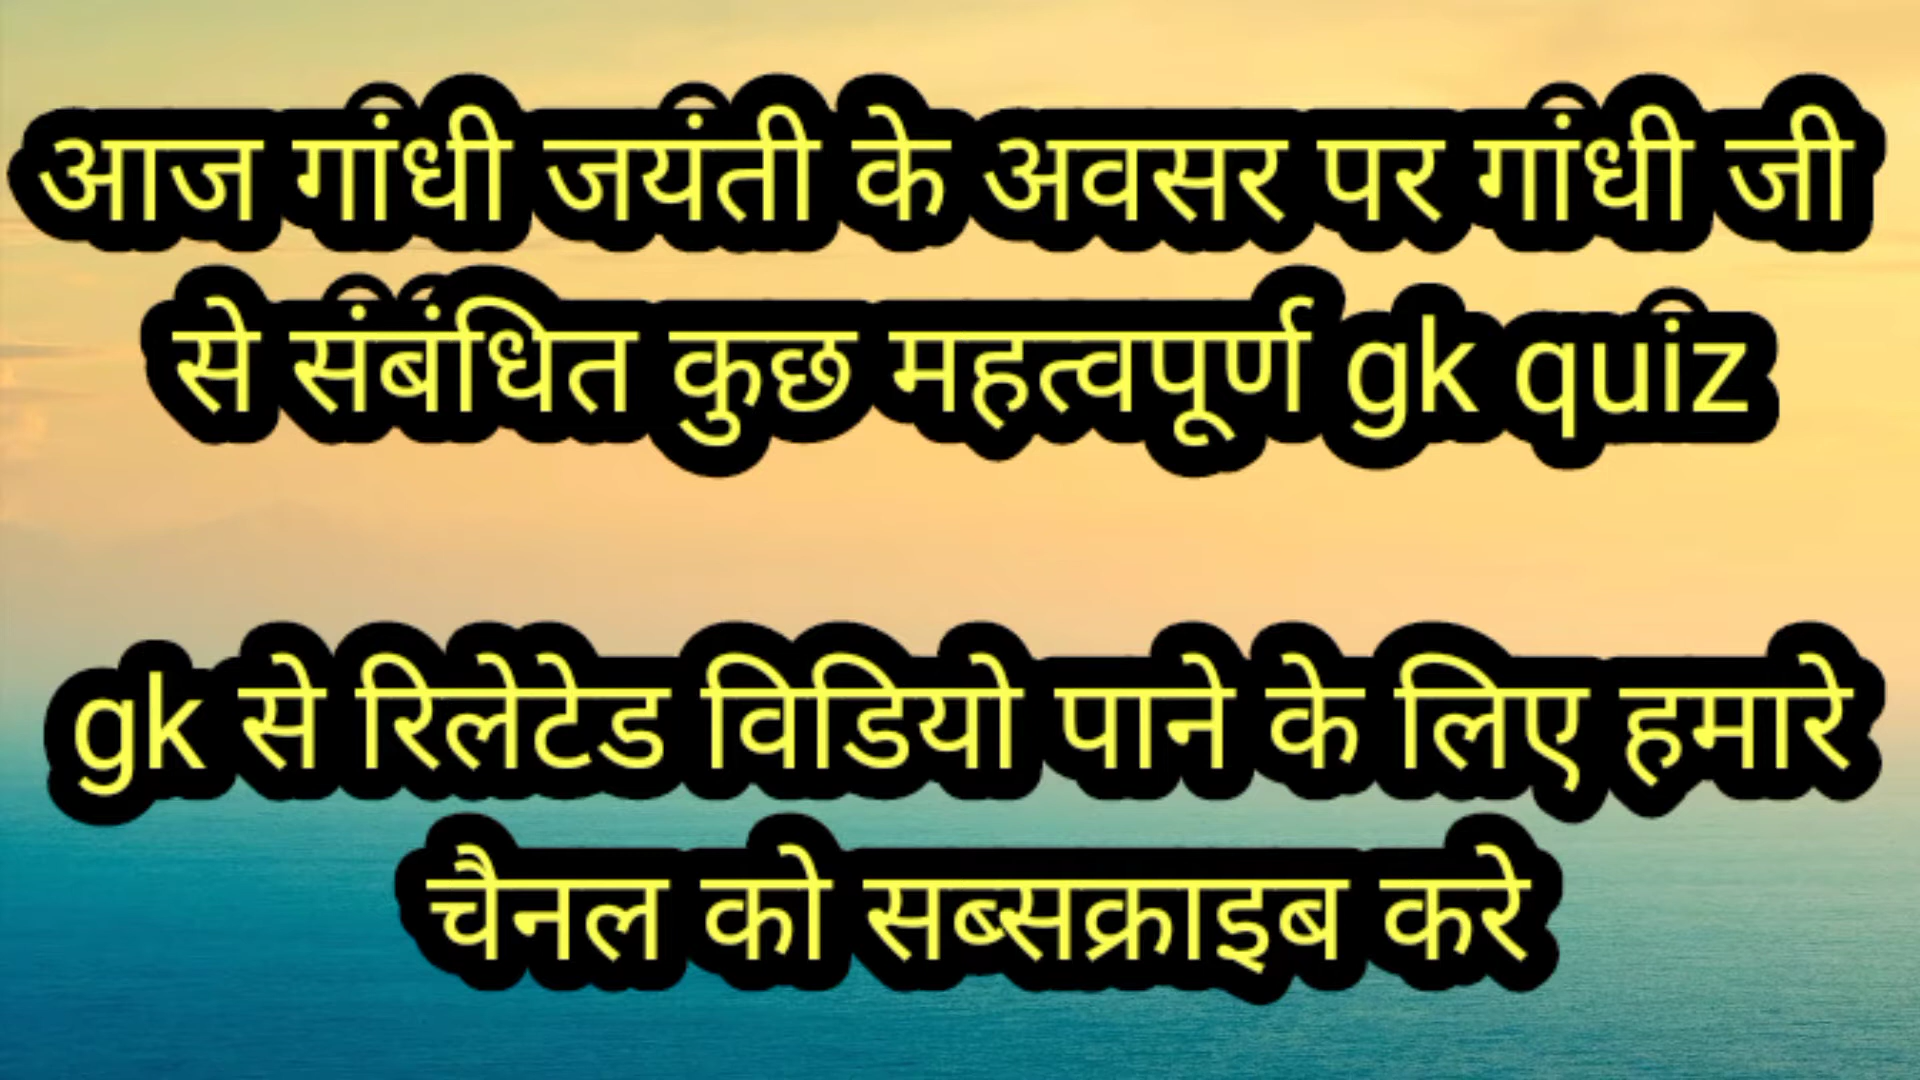 आज गांधी जयंती के अवसर पर गांधी जी
से संबंधित कुछ महत्वपूर्ण gk quiz
gk से रिलेटेड विडियो पाने के लिए हमारे
चैनल को सब्सक्राइब करे